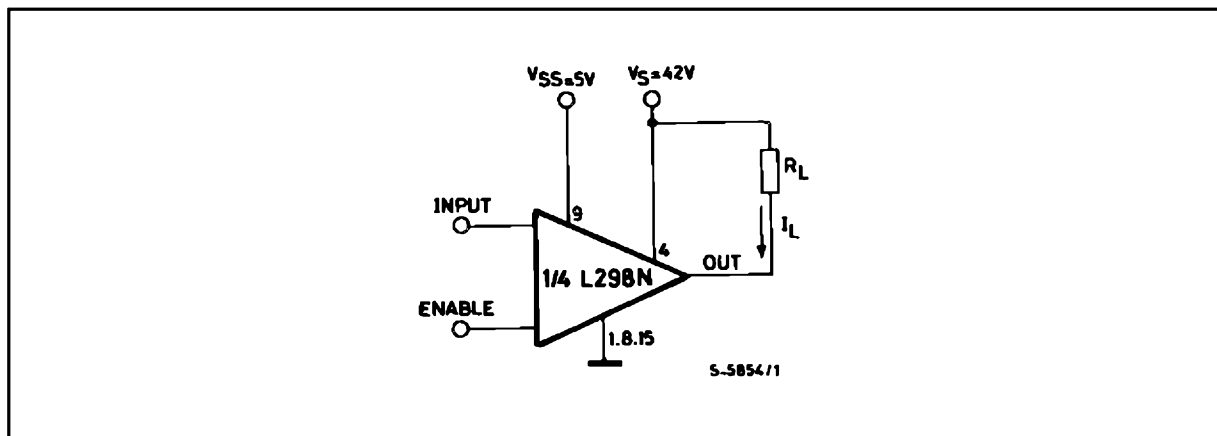 VSS=5V
VS=42V
RL
INPUT
9
IL
4
OUT
1/4 L298N
ENABLE
1.8.15
S-5854/1